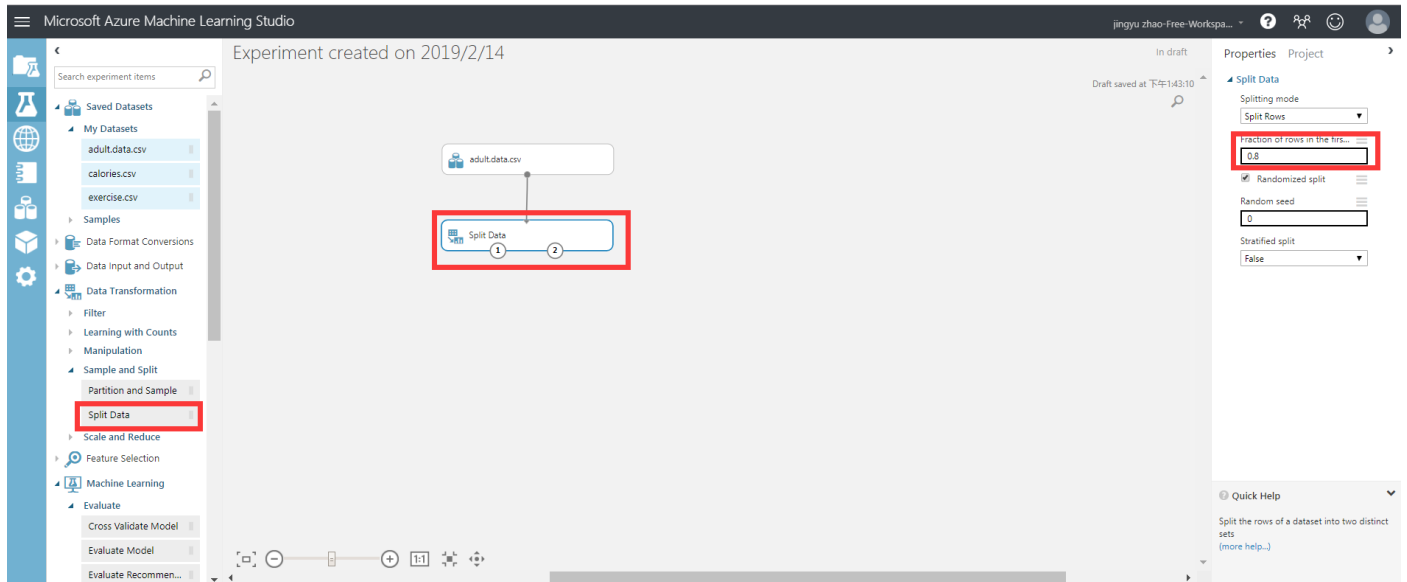 Microsoft Azure Machine Learning Studio
jingyu zhao-Free-Workspa...
?
Search experiment items
Saved Datasets
My Datasets
adult.data.csv
calories.csv
exercise.csv
Samples
Data Format Conversions
Data Input and Output
Data Transformation
Filter
Learning with Counts
Manipulation
Sample and Split
Partition and Sample
Split Data
Scale and Reduce
Feature Selection
Machine Learning
Evaluate
Cross Validate Model
Evaluate Model
Evaluate Recommen...
Experiment created on 2019/2/14
In draft
Draft saved at 下午1:43:10
adult.data.csv
Split Data
1 2
1:1
Properties Project
Split Data
Splitting mode
Split Rows
Fraction of rows in the firs...
0.8
Randomized split
Random seed
0
Stratified split
False
Quick Help
Split the rows of a dataset into two distinct
sets
(more help...)